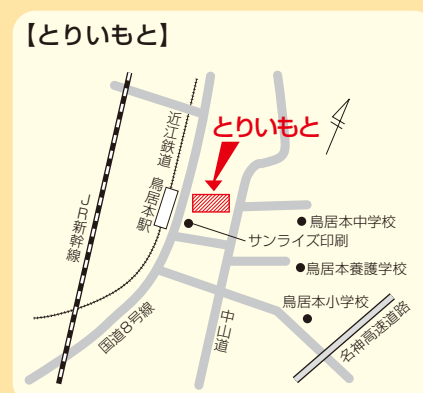 【とりいもと】
とりいもと
近江鉄道
鳥居本駅
JR新幹線
鳥居本中学校
サンライズ印刷
鳥居本養護学校
鳥居本小学校
国道8号線
中山道
名神高速道路